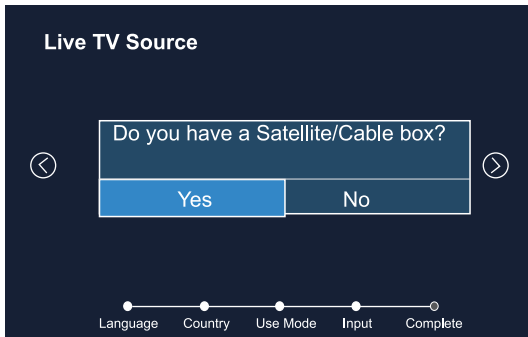 Live TV Source
Do you have a Satellite/Cable box?
Yes No
Language Country Use Mode Input Complete